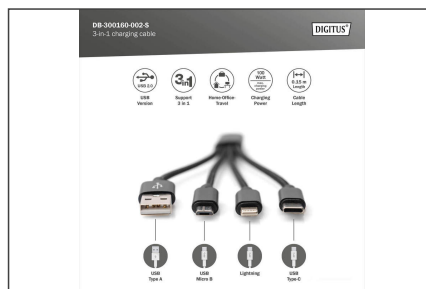 DB-300160-002-S
3-in-1 charging cable
DIGITUS®
USB 2.0
3in1
100
Watt
0.15 m
Length
USB
Version
Support
3 in 1
Home-Office-
Travel
Charging
Power
Cable
Length
USB
Type A
USB
Micro B
Lightning
USB
Type-C